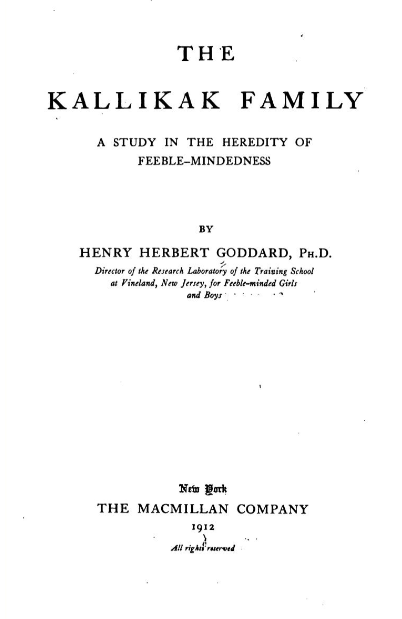 THE
KALLIKAK FAMILY
A STUDY IN THE HEREDITY OF
FEEBLE-MINDEDNESS
BY
HENRY HERBERT GODDARD, PH.D.
Director of the Research Laboratory of the Training School
at Vineland, New Jersey, for Feeble-minded Girls
and Boys
New York
THE MACMILLAN COMPANY
1912
All rights reserved